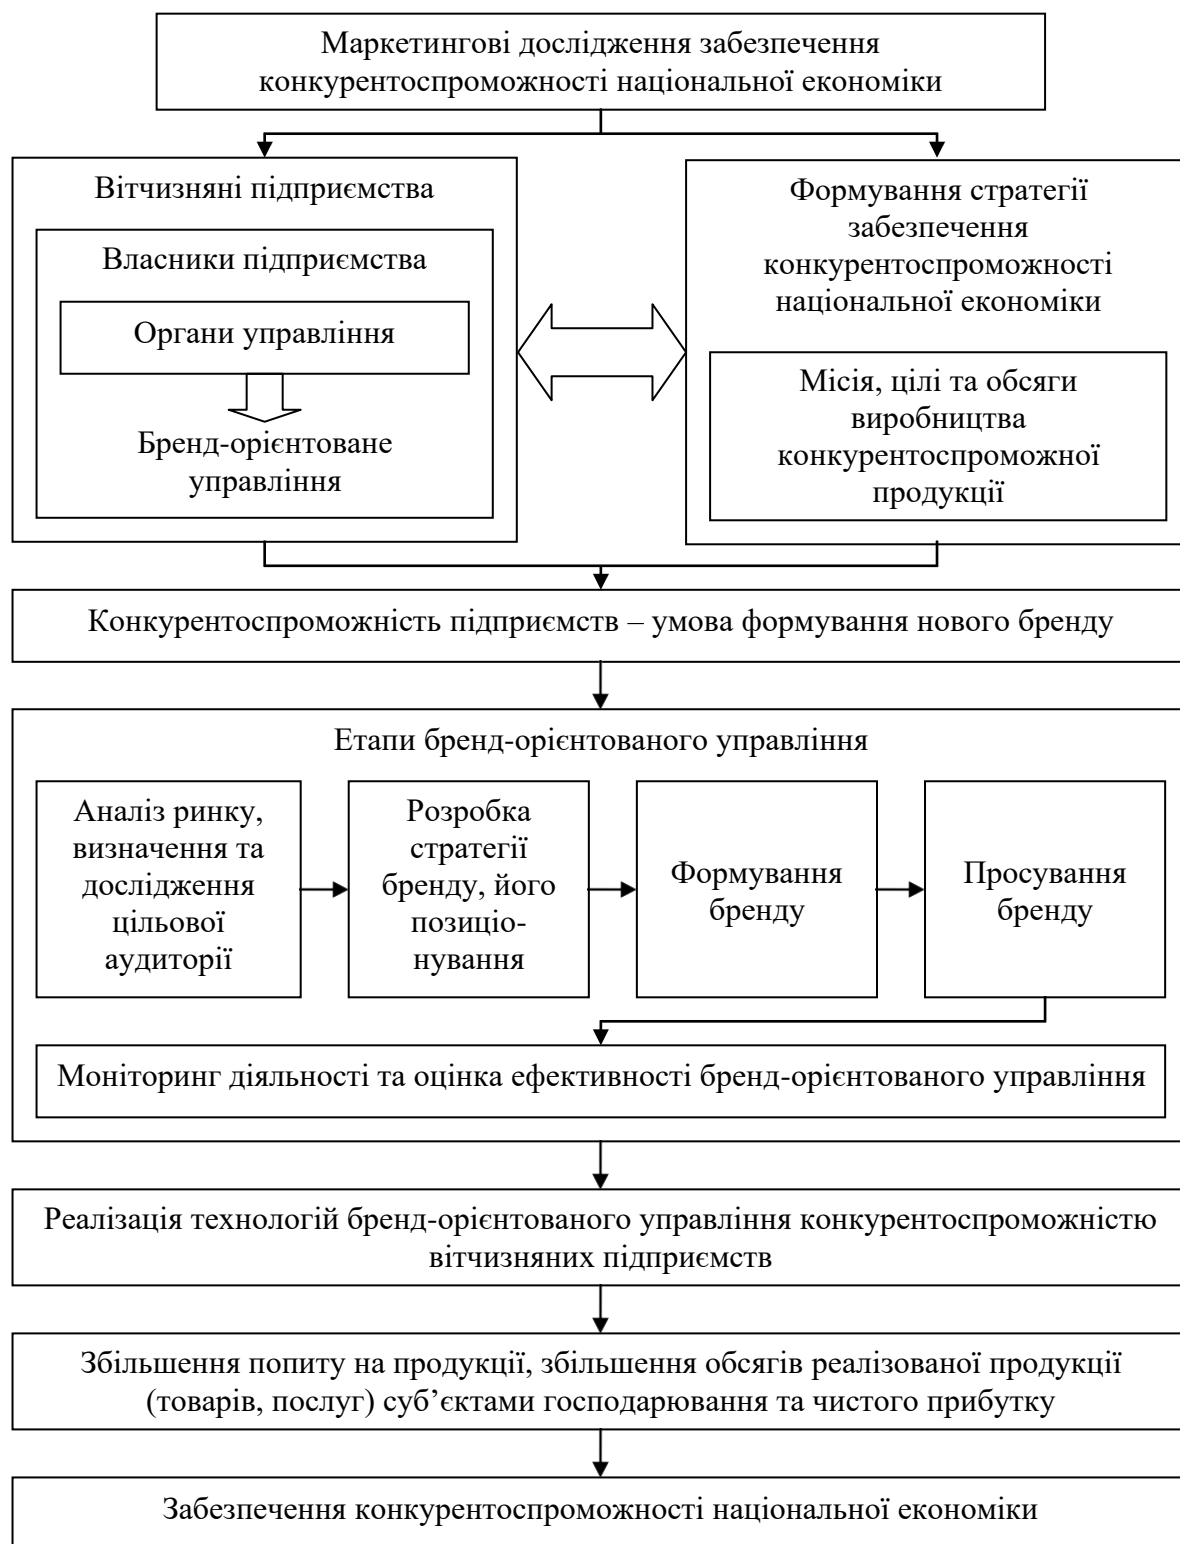 Маркетингові дослідження забезпечення
конкурентоспроможності національної економіки
Вітчизняні підприємства
Власники підприємства
Органи управління
Бренд-орієнтоване
управління
Формування стратегії
забезпечення
конкурентоспроможності
національної економіки
Місія, цілі та обсяги
виробництва
конкурентоспроможної
продукції
Конкурентоспроможність підприємств – умова формування нового бренду
Етапи бренд-орієнтованого управління
Аналіз ринку,
визначення та
дослідження
цільової
аудиторії
Розробка
стратегії
бренду, його
позиціо-
нування
Формування
бренду
Просування
бренду
Моніторинг діяльності та оцінка ефективності бренд-орієнтованого управління
Реалізація технологій бренд-орієнтованого управління конкурентоспроможністю
вітчизняних підприємств
Збільшення попиту на продукції, збільшення обсягів реалізованої продукції
(товарів, послуг) суб’єктами господарювання та чистого прибутку
Забезпечення конкурентоспроможності національної економіки